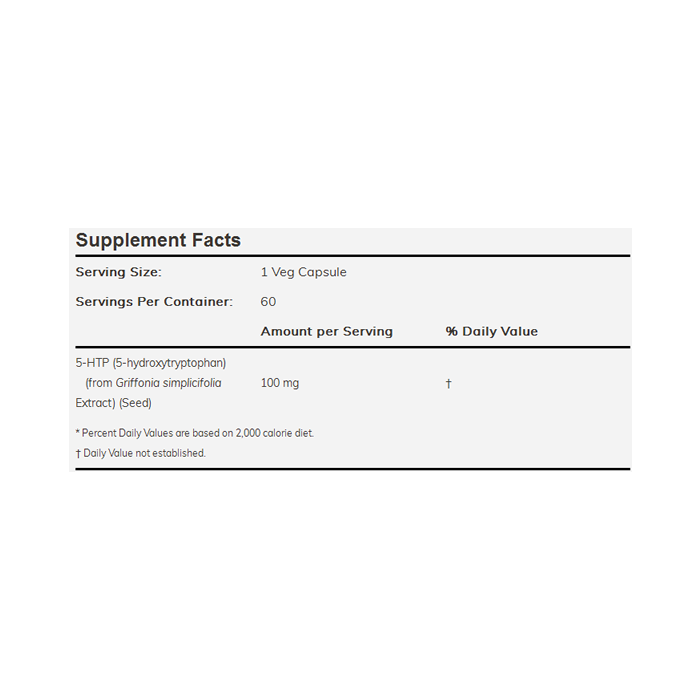 Supplement Facts
Serving Size: 1 Veg Capsule
Servings Per Container: 60
Amount per Serving % Daily Value
5-HTP (5-hydroxytryptophan)
(from Griffonia simplicifolia 100 mg †
Extract) (Seed)
* Percent Daily Values are based on 2,000 calorie diet.
† Daily Value not established.